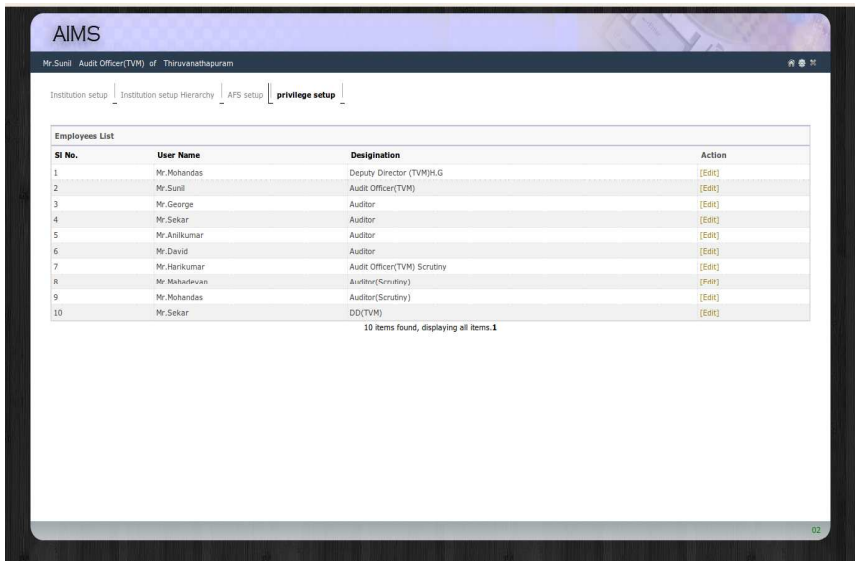 AIMS
Mr.Sunil Audit Officer(TVM) of Thiruvanathapuram
Institution setup Institution setup Hierarchy AFS setup privilege setup
Employees List
Sl No. User Name Desigination Action
1 Mr.Mohandas Deputy Director (TVM)H.G [Edit]
2 Mr.Sunil Audit Officer(TVM) [Edit]
3 Mr.George Auditor [Edit]
4 Mr.Sekar Auditor [Edit]
5 Mr.Anilkumar Auditor [Edit]
6 Mr.David Auditor [Edit]
7 Mr.Harikumar Audit Officer(TVM) Scrutiny [Edit]
8 Mr.Mahadevan Auditor(Scrutiny) [Edit]
9 Mr.Mohandas Auditor(Scrutiny) [Edit]
10 Mr.Sekar DD(TVM) [Edit]
10 items found, displaying all items.1
02